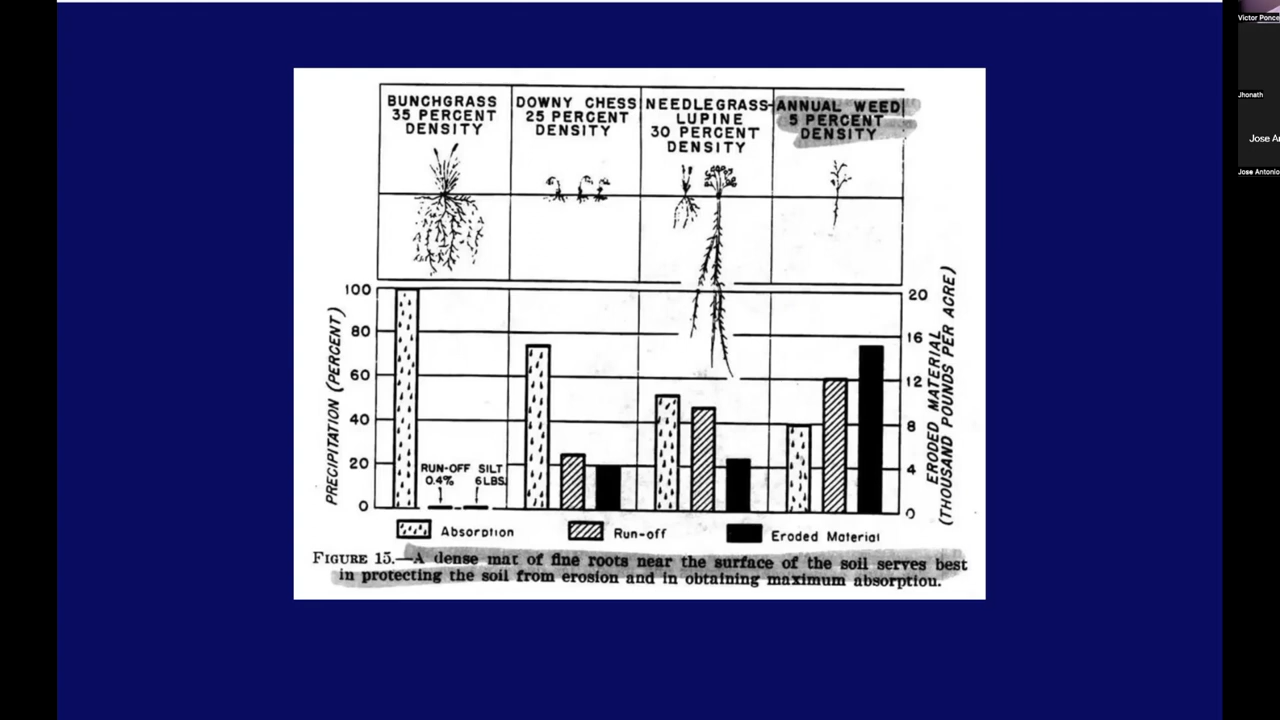 BUNCHGRASS
35 PERCENT
DENSITY
DOWNY CHESS
25 PERCENT
DENSITY
NEEDLEGRASS-
LUPINE
30 PERCENT
DENSITY
ANNUAL WEED
5 PERCENT
DENSITY
PRECIPITATION (PERCENT)
100
80
60
40
20
0
RUN-OFF SILT
0.4% 6 LBS.
20
16
12
8
4
0
ERODED MATERIAL
(THOUSAND POUNDS PER ACRE)
Absorption
Run-off
Eroded Material
FIGURE 15.—A dense mat of fine roots near the surface of the soil serves best
in protecting the soil from erosion and in obtaining maximum absorption.
Victor Ponce
Jhonath
Jose An
Jose Antonio